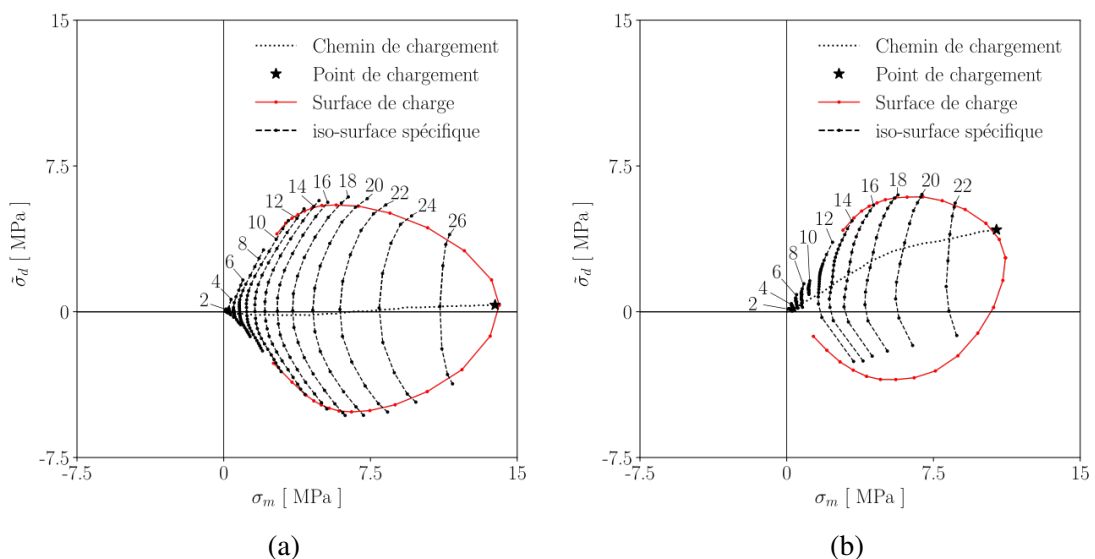 15
Chemin de chargement
Point de chargement
Surface de charge
iso-surface spécifique
7.5
0
-7.5
σ̃_d [ MPa ]
2
4
6
8
10
12
14
16
18
20
22
24
26
-7.5
0
7.5
15
σ_m [ MPa ]
(a)
15
Chemin de chargement
Point de chargement
Surface de charge
iso-surface spécifique
7.5
0
-7.5
σ̃_d [ MPa ]
2
4
6
8
10
12
14
16
18
20
22
-7.5
0
7.5
15
σ_m [ MPa ]
(b)